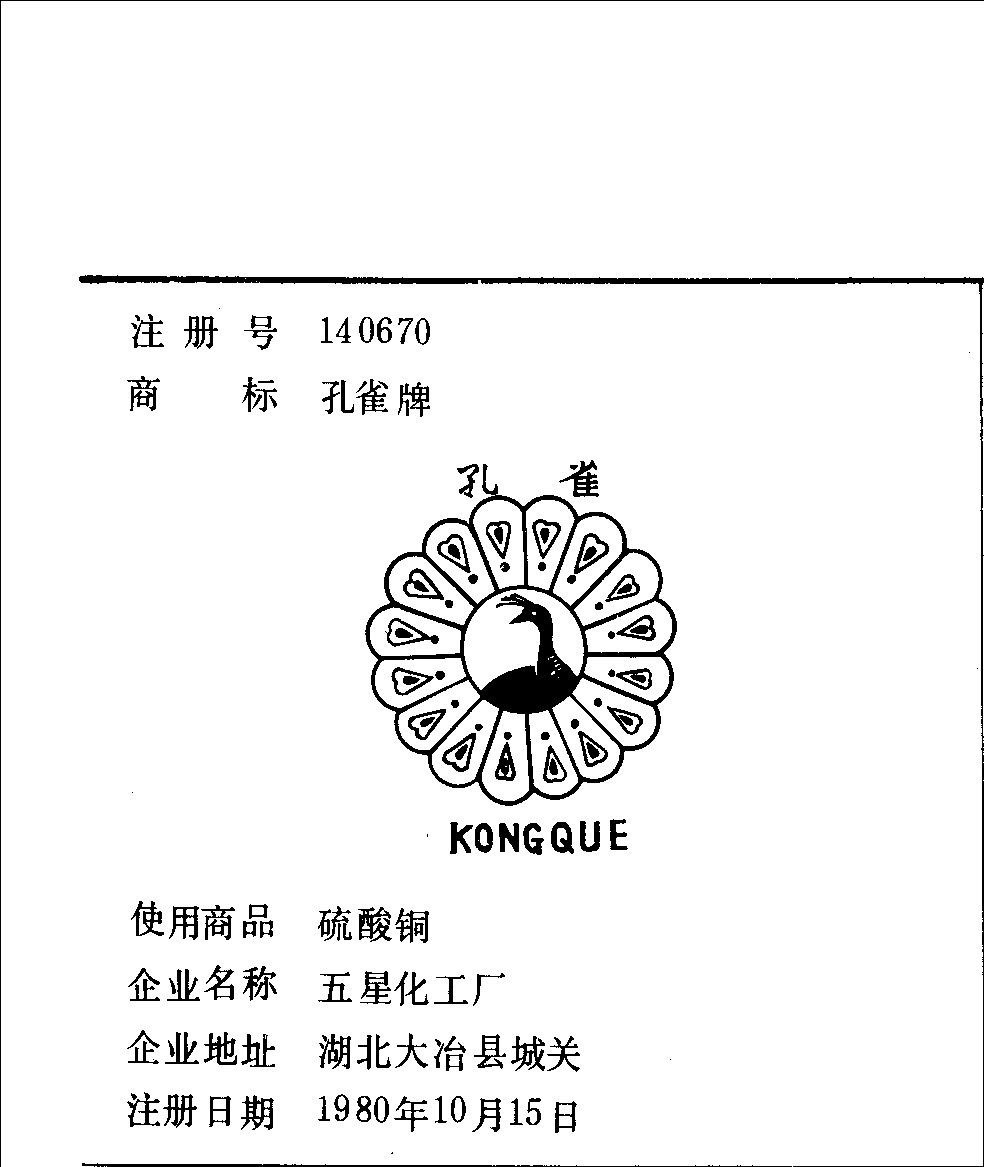 注册号 140670
商标 孔雀牌
孔雀
KONGQUE
使用商品 硫酸铜
企业名称 五星化工厂
企业地址 湖北大冶县城关
注册日期 1980年10月15日